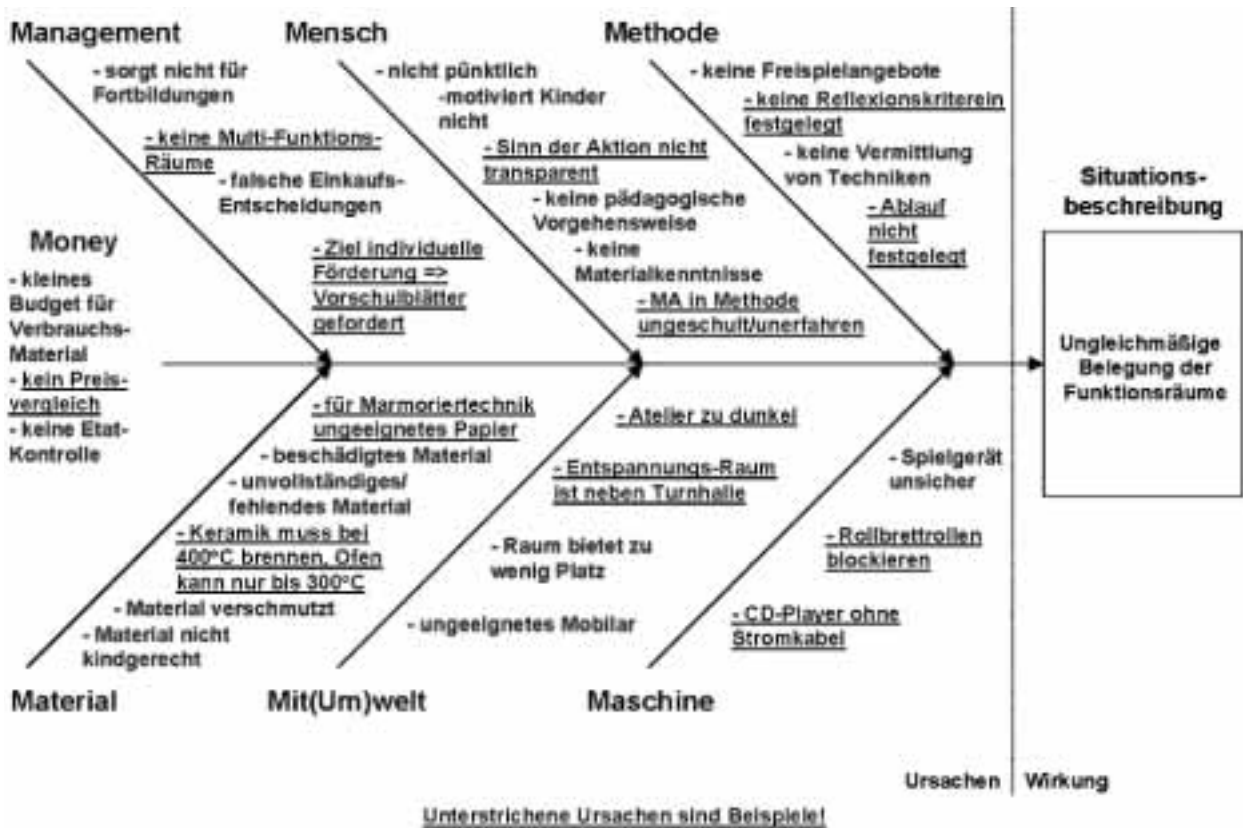 Management
- sorgt nicht für
Fortbildungen
- keine Multi-Funktions-
Räume
- falsche Einkaufs-
Entscheidungen
- Ziel individuelle
Förderung =>
Vorschulblätter
gefordert
Mensch
- nicht pünktlich
-motiviert Kinder
nicht
- Sinn der Aktion nicht
transparent
- keine pädagogische
Vorgehensweise
- keine
Materialkenntnisse
- MA in Methode
ungeschult/unerfahren
Methode
- keine Freispielangebote
- keine Reflexionskriterein
festgelegt
- keine Vermittlung
von Techniken
- Ablauf
nicht
festgelegt
Situations-
beschreibung
Ungleichmäßige
Belegung der
Funktionsräume
Money
- kleines
Budget für
Verbrauchs-
Material
- kein Preis-
vergleich
- keine Etat-
Kontrolle
- für Marmoriertechnik
ungeeignetes Papier
- beschädigtes Material
- unvollständiges/
fehlendes Material
- Keramik muss bei
400°C brennen. Ofen
kann nur bis 300°C
- Material verschmutzt
- Material nicht
kindgerecht
Material
- Atelier zu dunkel
- Entspannungs-Raum
ist neben Turnhalle
- Raum bietet zu
wenig Platz
- ungeeignetes Mobilar
Mit(Um)welt
- Spielgerät
unsicher
- Rollbrettrollen
blockieren
- CD-Player ohne
Stromkabel
Maschine
Ursachen
Wirkung
Unterstrichene Ursachen sind Beispiele!